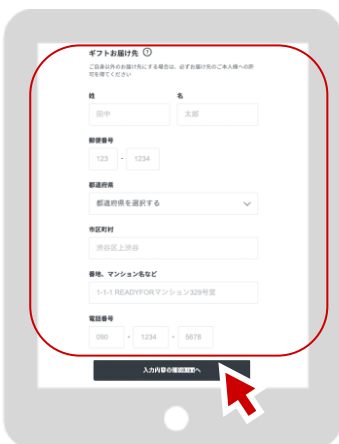 ギフトお届け先 ?
ご自身以外のお届け先にする場合は、必ずお届け先のご本人様への許
可を得てください
姓 名
田中 太郎
郵便番号
123 - 1234
都道府県
都道府県を選択する
市区町村
渋谷区上渋谷
番地、マンション名など
1-1-1 READYFORマンション329号室
電話番号
090 - 1234 - 5678
入力内容の確認画面へ